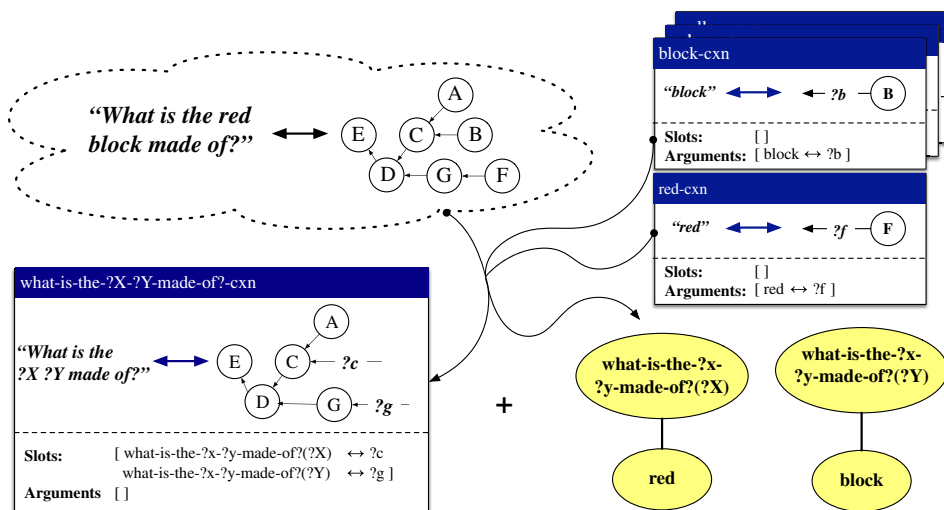 block-cxn
“block”
?b
B
Slots: [ ]
Arguments: [ block ↔ ?b ]
red-cxn
“red”
?f
F
Slots: [ ]
Arguments: [ red ↔ ?f ]
“What is the red
block made of?”
A
E
C
B
D
G
F
what-is-the-?X-?Y-made-of?-cxn
“What is the
?X ?Y made of?”
A
E
C
?c
D
G
?g
Slots: [ what-is-the-?x-?y-made-of?(?X) ↔ ?c
what-is-the-?x-?y-made-of?(?Y) ↔ ?g ]
Arguments [ ]
+
what-is-the-?x-
?y-made-of?(?X)
red
what-is-the-?x-
?y-made-of?(?Y)
block